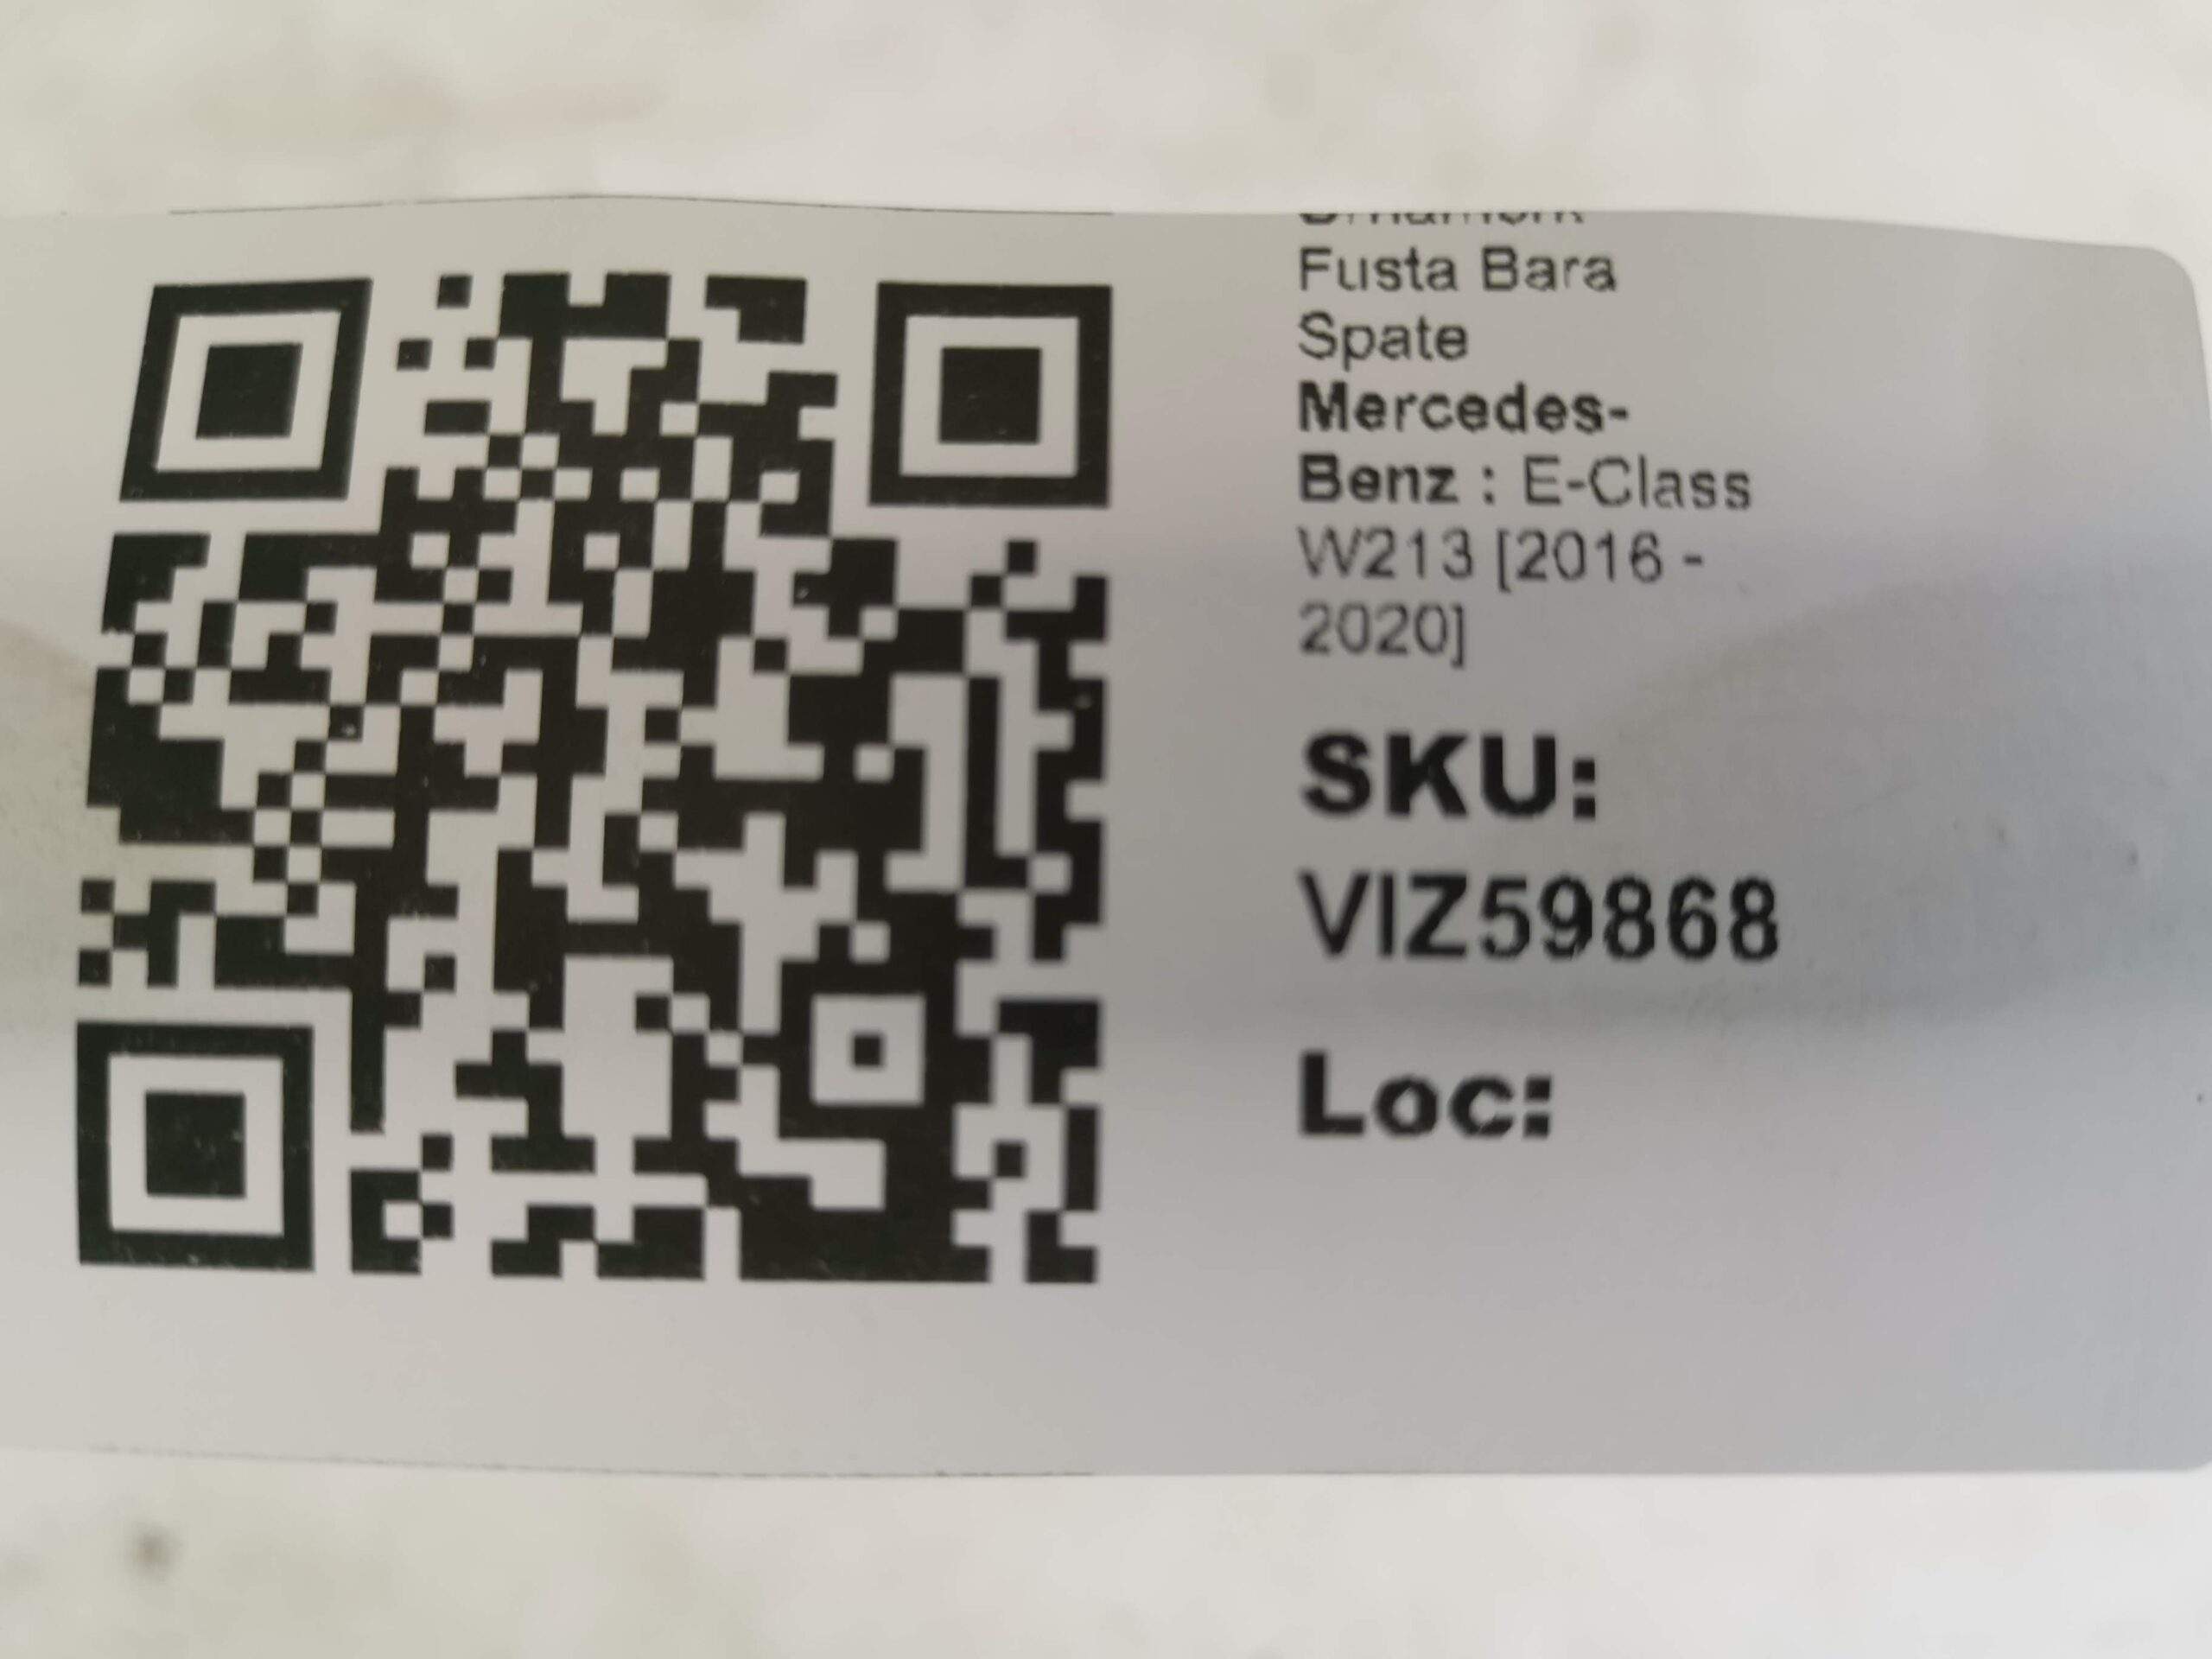 Fusta Bara
Spate
Mercedes-
Benz : E-Class
W213 [2016 -
2020]
SKU:
VIZ59868
Loc: